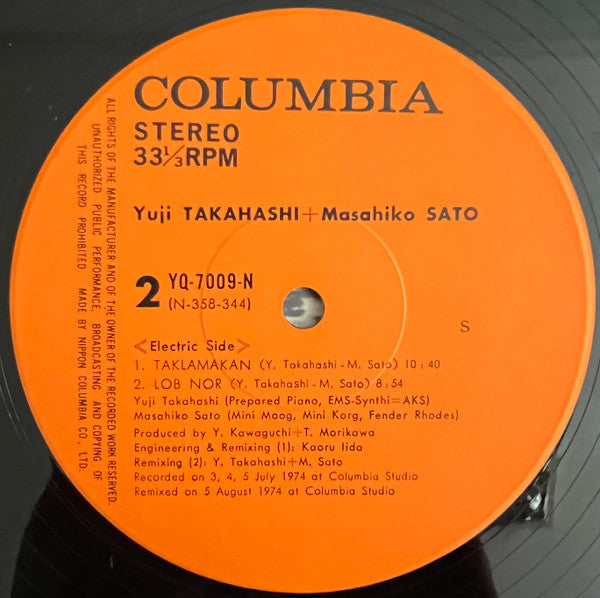 COLUMBIA
STEREO
33⅓RPM
Yuji TAKAHASHI+Masahiko SATO
2 YQ-7009-N
(N-358-344)
S
<Electric Side>
1. TAKLAMAKAN (Y. Takahashi-M. Sato) 10:40
2. LOB NOR (Y. Takahashi-M. Sato) 8:54
Yuji Takahashi (Prepared Piano, EMS-Synthi=AKS)
Masahiko Sato (Mini Moog, Mini Korg, Fender Rhodes)
Produced by Y. Kawaguchi+T. Morikawa
Engineering & Remixing (1): Kaoru Iida
Remixing (2): Y. Takahashi+M. Sato
Recorded on 3, 4, 5 July 1974 at Columbia Studio
Remixed on 5 August 1974 at Columbia Studio
ALL RIGHTS OF THE MANUFACTURER AND OF THE OWNER OF THE RECORDED WORK RESERVED.
UNAUTHORIZED PUBLIC PERFORMANCE, BROADCASTING AND COPYING OF
THIS RECORD PROHIBITED MADE BY NIPPON COLUMBIA CO., LTD.